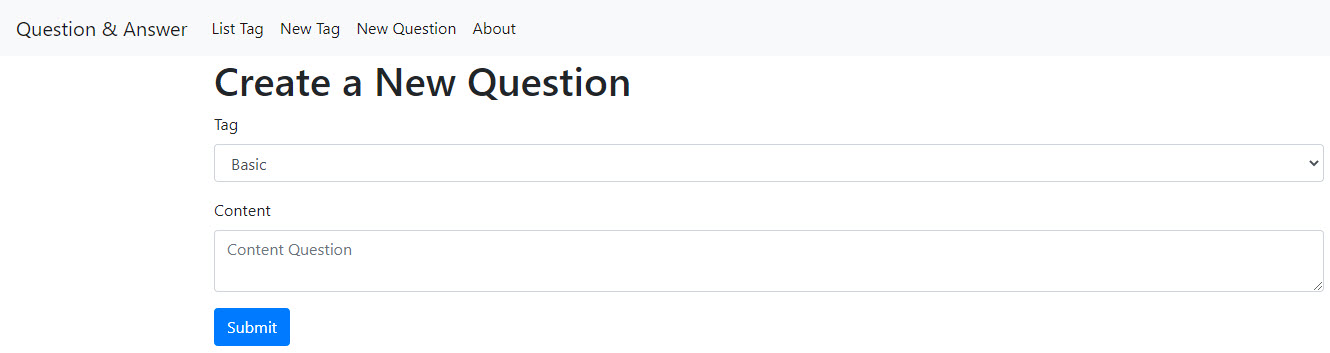 Question & Answer List Tag New Tag New Question About
Create a New Question
Tag
Basic
Content
Content Question
Submit